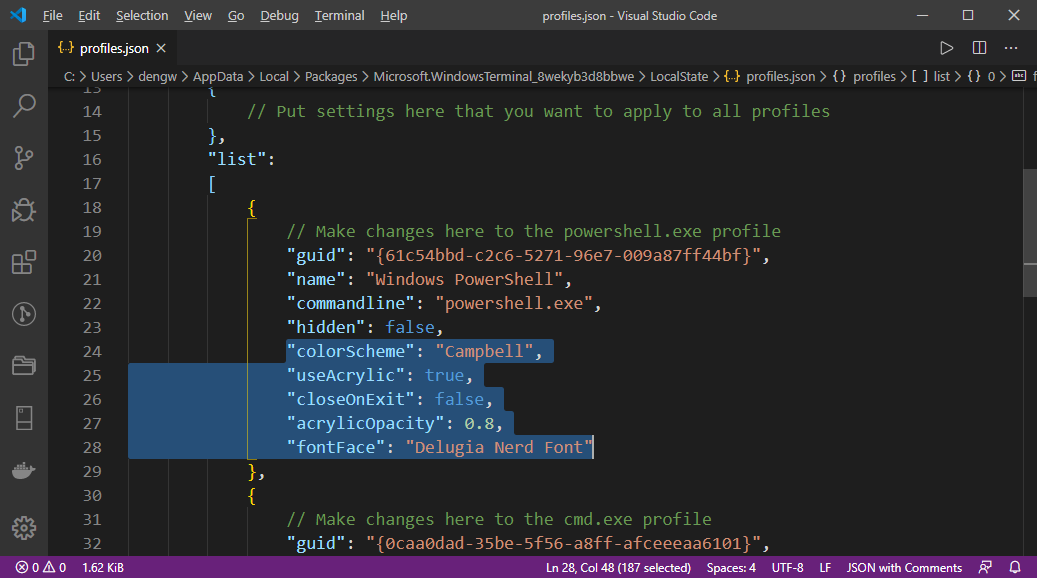 File Edit Selection View Go Debug Terminal Help profiles.json - Visual Studio Code
{..} profiles.json
C: > Users > dengw > AppData > Local > Packages > Microsoft.WindowsTerminal_8wekyb3d8bbwe > LocalState > {..} profiles.json > { } profiles > [ ] list > { } 0 > abc f
13 {
14 // Put settings here that you want to apply to all profiles
15 },
16 "list":
17 [
18 {
19 // Make changes here to the powershell.exe profile
20 "guid": "{61c54bbd-c2c6-5271-96e7-009a87ff44bf}",
21 "name": "Windows PowerShell",
22 "commandline": "powershell.exe",
23 "hidden": false,
24 "colorScheme": "Campbell",
25 "useAcrylic": true,
26 "closeOnExit": false,
27 "acrylicOpacity": 0.8,
28 "fontFace": "Delugia Nerd Font"
29 },
30 {
31 // Make changes here to the cmd.exe profile
32 "guid": "{0caa0dad-35be-5f56-a8ff-afceeeaa6101}",
0 0 1.62 KiB Ln 28, Col 48 (187 selected) Spaces: 4 UTF-8 LF JSON with Comments